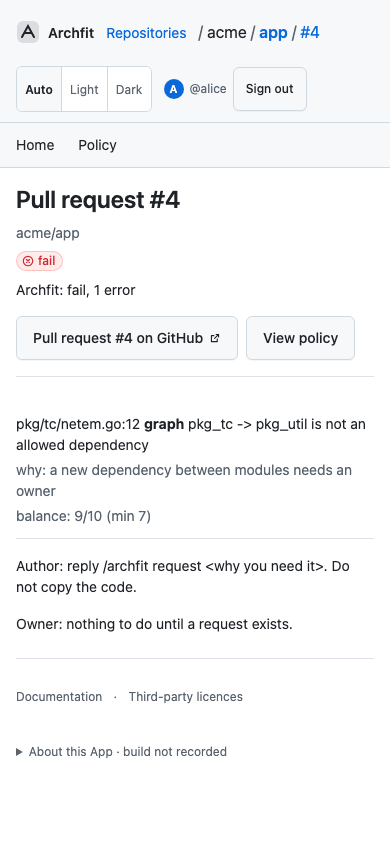 Archfit Repositories / acme / app / #4
Auto Light Dark A @alice Sign out
Home Policy
Pull request #4
acme/app
fail
Archfit: fail, 1 error
Pull request #4 on GitHub View policy
pkg/tc/netem.go:12 graph pkg_tc -> pkg_util is not an
allowed dependency
why: a new dependency between modules needs an
owner
balance: 9/10 (min 7)
Author: reply /archfit request <why you need it>. Do
not copy the code.
Owner: nothing to do until a request exists.
Documentation · Third-party licences
About this App · build not recorded